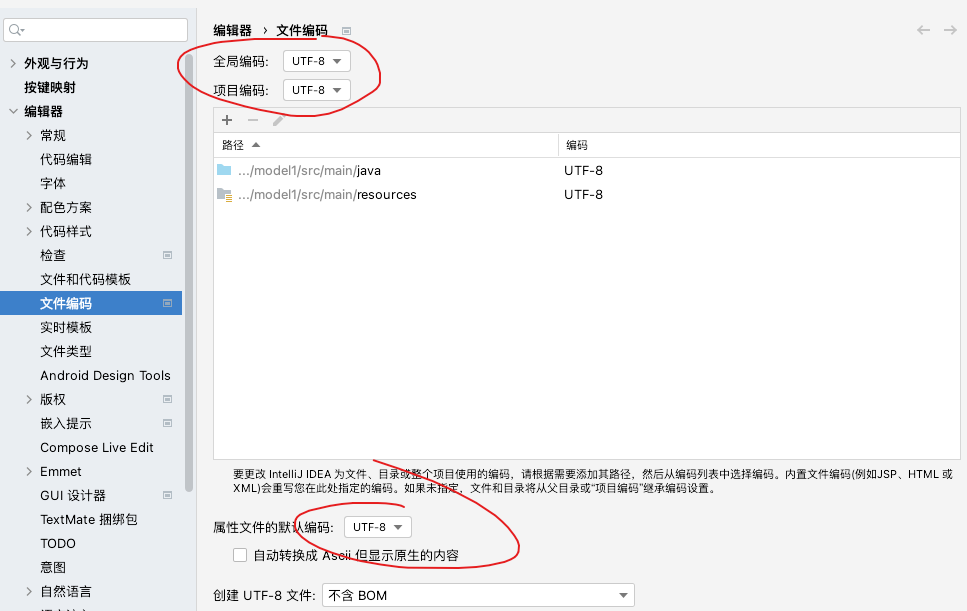 编辑器 › 文件编码
外观与行为
按键映射
编辑器
常规
代码编辑
字体
配色方案
代码样式
检查
文件和代码模板
文件编码
实时模板
文件类型
Android Design Tools
版权
嵌入提示
Compose Live Edit
Emmet
GUI 设计器
TextMate 捆绑包
TODO
意图
自然语言
全局编码: UTF-8
项目编码: UTF-8
路径 编码
.../model1/src/main/java UTF-8
.../model1/src/main/resources UTF-8
要更改 IntelliJ IDEA 为文件、目录或整个项目使用的编码，请根据需要添加其路径，然后从编码列表中选择编码。内置文件编码(例如JSP、HTML 或
XML)会重写您在此处指定的编码。如果未指定，文件和目录将从父目录或“项目编码”继承编码设置。
属性文件的默认编码: UTF-8
自动转换成 Ascii 但显示原生的内容
创建 UTF-8 文件: 不含 BOM